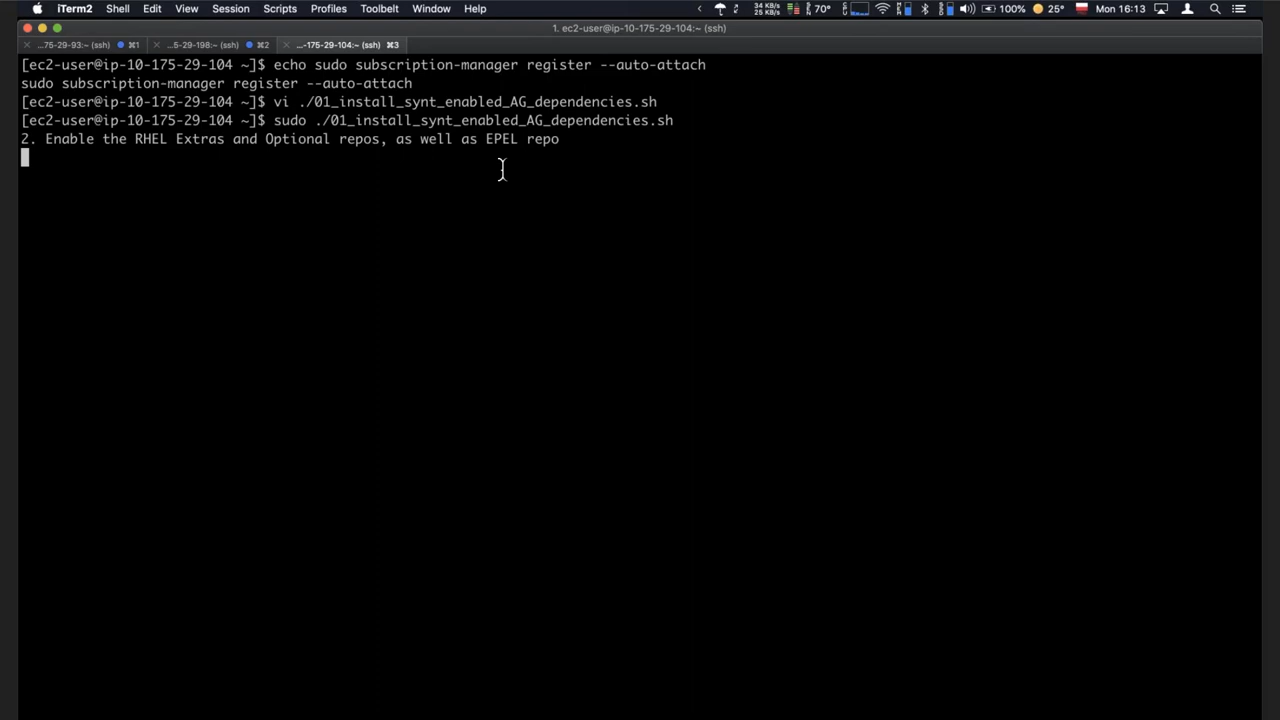 iTerm2 Shell Edit View Session Scripts Profiles Toolbelt Window Help 34 KB/s 25 KB/s 70° 100% 25° Mon 16:13
1. ec2-user@ip-10-175-29-104:~ (ssh)
...75-29-93:~ (ssh) ⌘1 ...5-29-198:~ (ssh) ⌘2 ...-175-29-104:~ (ssh) ⌘3
[ec2-user@ip-10-175-29-104 ~]$ echo sudo subscription-manager register --auto-attach
sudo subscription-manager register --auto-attach
[ec2-user@ip-10-175-29-104 ~]$ vi ./01_install_synt_enabled_AG_dependencies.sh
[ec2-user@ip-10-175-29-104 ~]$ sudo ./01_install_synt_enabled_AG_dependencies.sh
2. Enable the RHEL Extras and Optional repos, as well as EPEL repo